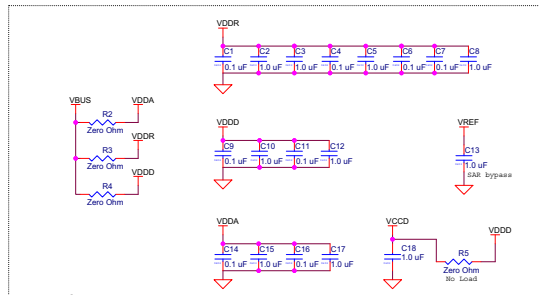 VDDR
C1 C2 C3 C4 C5 C6 C7 C8
0.1 uF 1.0 uF 1.0 uF 0.1 uF 1.0 uF 0.1 uF 0.1 uF 1.0 uF
VBUS VDDA
R2
Zero Ohm
VDDR
R3
Zero Ohm
VDDD
R4
Zero Ohm
VDDD
C9 C10 C11 C12
0.1 uF 1.0 uF 0.1 uF 1.0 uF
VREF
C13
1.0 uF
SAR bypass
VDDA
C14 C15 C16 C17
0.1 uF 1.0 uF 0.1 uF 1.0 uF
VCCD
C18
1.0 uF
VDDD
R5
Zero Ohm
No Load